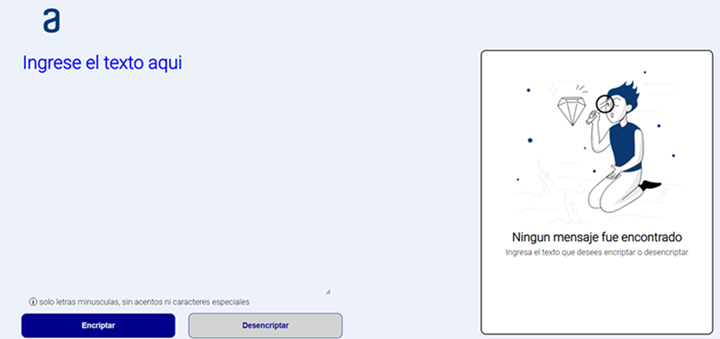 a
Ingrese el texto aqui
solo letras minusculas, sin acentos ni caracteres especiales
Encriptar
Desencriptar
Ningun mensaje fue encontrado
Ingresa el texto que desees encriptar o desencriptar